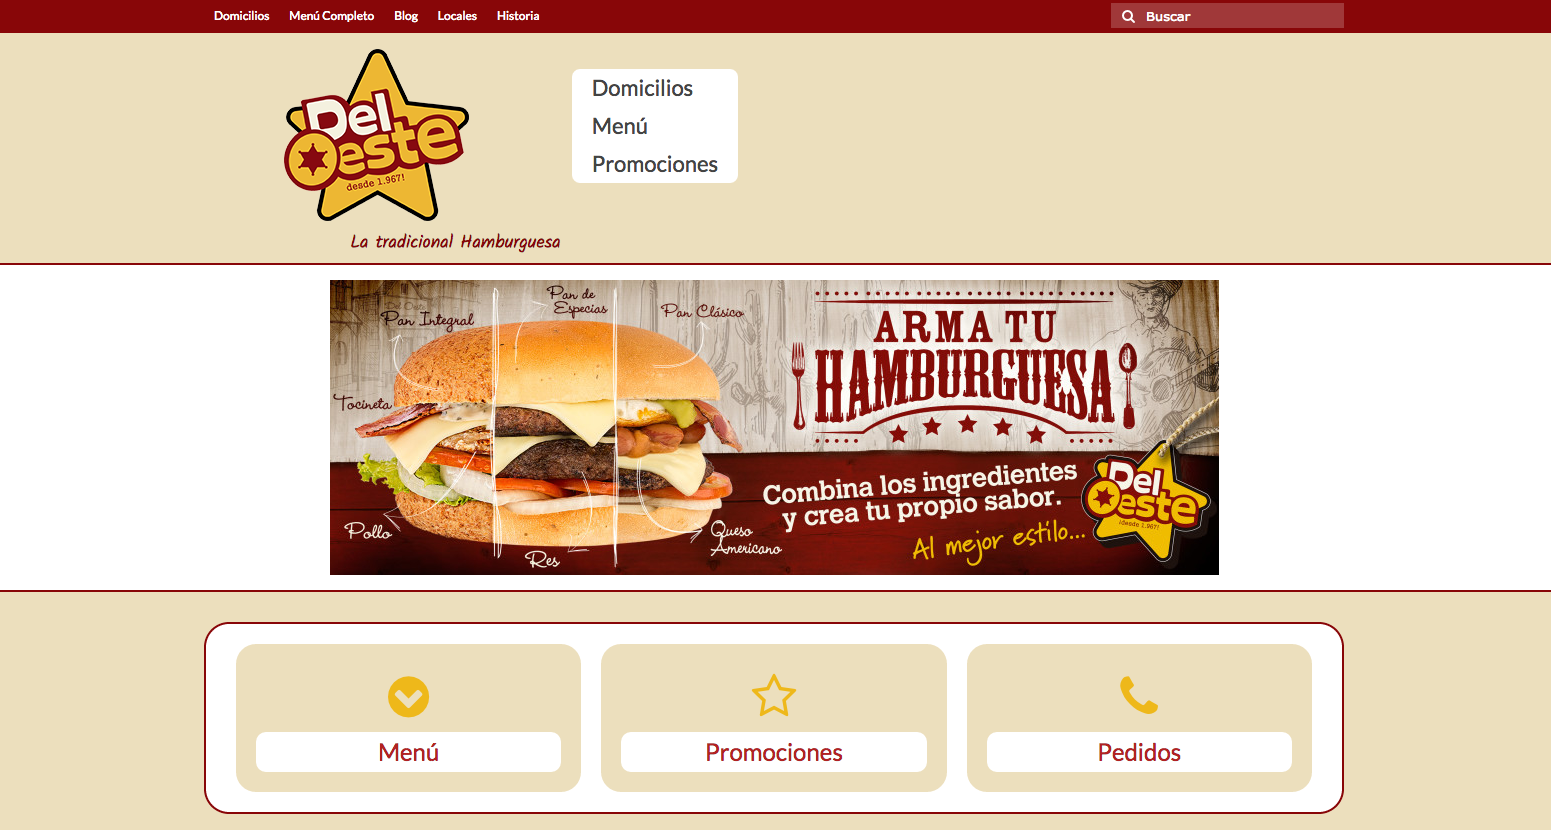 Domicilios Menú Completo Blog Locales Historia
Buscar
Del
Oeste
desde 1.967!
La tradicional Hamburguesa
Domicilios
Menú
Promociones
Pan Integral
Pan de
Especias
Pan Clásico
Tocineta
Pollo
Res
Queso
Americano
ARMA TU
HAMBURGUESA
Combina los ingredientes
y crea tu propio sabor.
Al mejor estilo...
Del
Oeste
¡desde 1.967!
Menú
Promociones
Pedidos